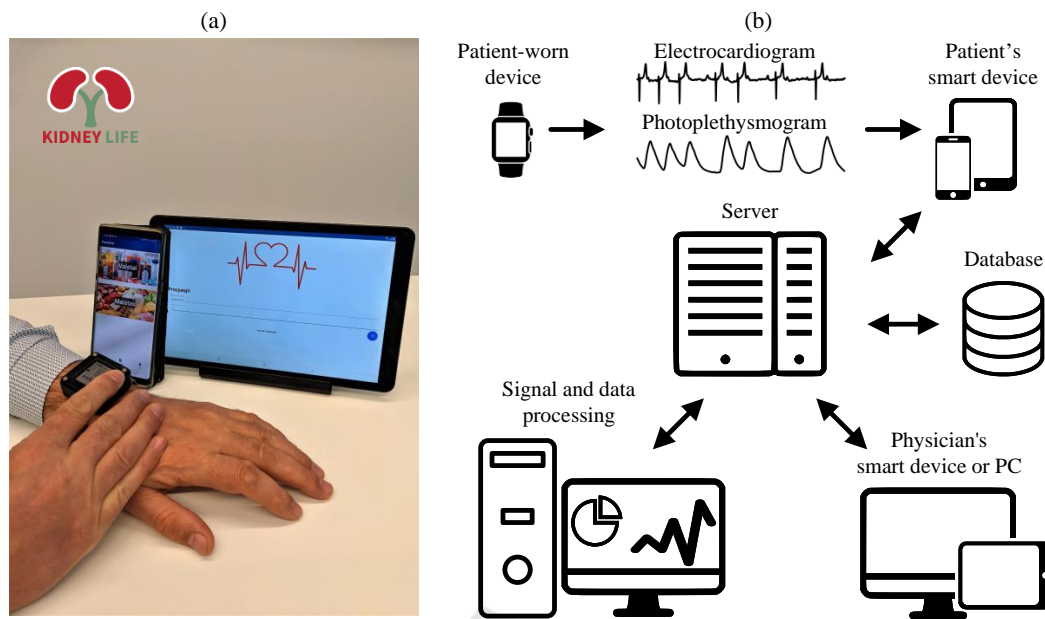 (a)
KIDNEY LIFE
Maistas
(b)
Patient-worn
device
Electrocardiogram
Photoplethysmogram
Patient's
smart device
Server
Database
Signal and data
processing
Physician's
smart device or PC